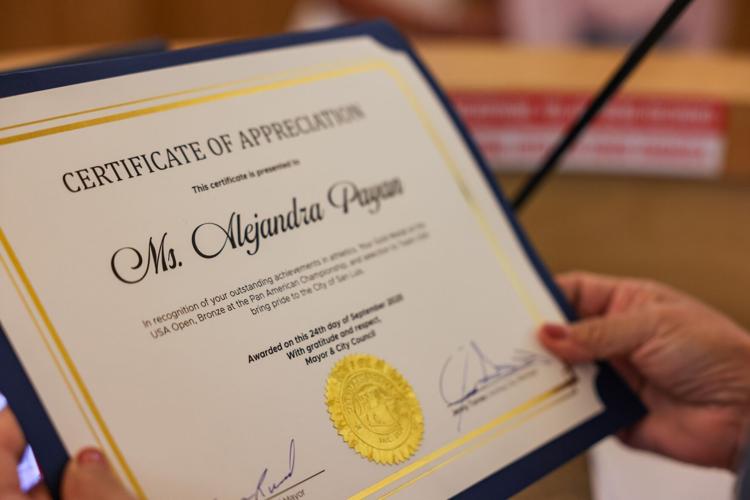 CERTIFICATE OF APPRECIATION
This certificate is presented to
Ms. Alejandra Payan
In recognition of your outstanding achievements in athletics. Your Gold Medal at the
USA Open, Bronze at the Pan American Championship, and selection to Team USA
bring pride to the City of San Luis.
Awarded on this 24th day of September 2025
With gratitude and respect,
Mayor & City Council
Mayor